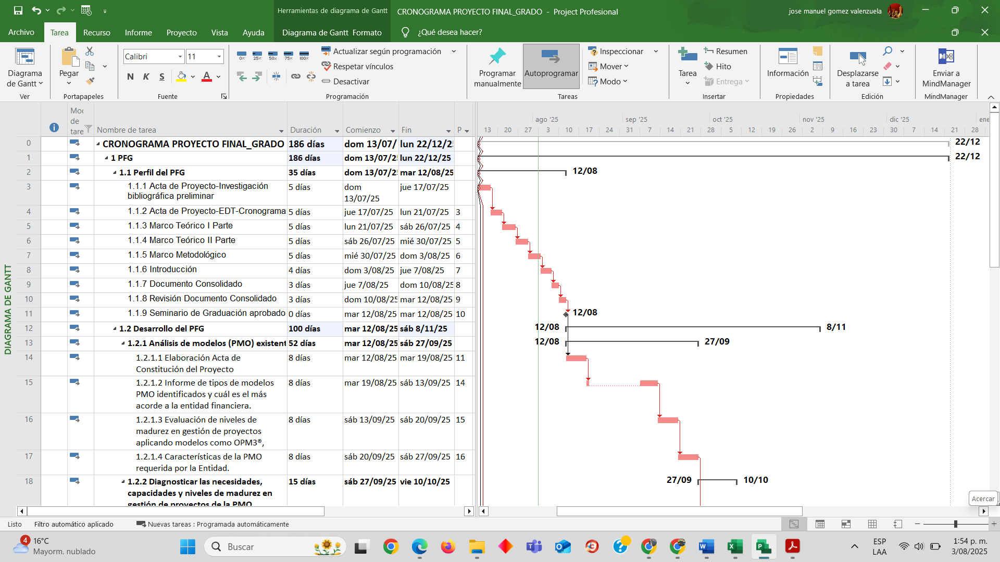 Herramientas de diagrama de Gantt
CRONOGRAMA PROYECTO FINAL_GRADO - Project Profesional
jose manuel gomez valenzuela
Archivo Tarea Recurso Informe Proyecto Vista Ayuda Diagrama de Gantt Formato ¿Qué desea hacer?
Diagrama de Gantt
Ver
Pegar
Portapapeles
Calibri 11
N K S A
Fuente
0% 25% 50% 75% 100%
Actualizar según programación
Respetar vínculos
Desactivar
Programación
Programar manualmente
Autoprogramar
Inspeccionar
Mover
Modo
Tareas
Tarea
Resumen
Hito
Entrega
Insertar
Información
Propiedades
Desplazarse a tarea
Edición
Enviar a MindManager
MindManager
DIAGRAMA DE GANTT
de
tare
Nombre de tarea Duración Comienzo Fin P
ago '25 sep '25 oct '25 nov '25 dic '25 ene
13 20 27 3 10 17 24 31 7 14 21 28 5 12 19 26 2 9 16 23 30 7 14 21 28
0 CRONOGRAMA PROYECTO FINAL_GRADO 186 días dom 13/07/ lun 22/12/2 22/12
1 1 PFG 186 días dom 13/07/2 lun 22/12/25 22/12
2 1.1 Perfil del PFG 35 días dom 13/07/2 mar 12/08/25 12/08
3 1.1.1 Acta de Proyecto-Investigación bibliográfica preliminar 5 días dom 13/07/25 jue 17/07/25
4 1.1.2 Acta de Proyecto-EDT-Cronograma 5 días jue 17/07/25 lun 21/07/25 3
5 1.1.3 Marco Teórico I Parte 5 días lun 21/07/25 sáb 26/07/25 4
6 1.1.4 Marco Teórico II Parte 5 días sáb 26/07/25 mié 30/07/25 5
7 1.1.5 Marco Metodológico 5 días mié 30/07/25 dom 3/08/25 6
8 1.1.6 Introducción 4 días dom 3/08/25 jue 7/08/25 7
9 1.1.7 Documento Consolidado 3 días jue 7/08/25 dom 10/08/25 8
10 1.1.8 Revisión Documento Consolidado 3 días dom 10/08/25 mar 12/08/25 9
11 1.1.9 Seminario de Graduación aprobado 0 días mar 12/08/25 mar 12/08/25 10 12/08
12 1.2 Desarrollo del PFG 100 días mar 12/08/25 sáb 8/11/25 12/08 8/11
13 1.2.1 Análisis de modelos (PMO) existent 52 días mar 12/08/25 sáb 27/09/25 12/08 27/09
14 1.2.1.1 Elaboración Acta de Constitución del Proyecto 8 días mar 12/08/25 mar 19/08/25 11
15 1.2.1.2 Informe de tipos de modelos PMO identificados y cuál es el más acorde a la entidad financiera. 8 días mar 19/08/25 sáb 13/09/25 14
16 1.2.1.3 Evaluación de niveles de madurez en gestión de proyectos aplicando modelos como OPM3®, 8 días sáb 13/09/25 sáb 20/09/25 15
17 1.2.1.4 Características de la PMO requerida por la Entidad. 8 días sáb 20/09/25 sáb 27/09/25 16
18 1.2.2 Diagnosticar las necesidades, capacidades y niveles de madurez en gestión de proyectos de la PMO 15 días sáb 27/09/25 vie 10/10/25 27/09 10/10
Acercar
Listo Filtro automático aplicado Nuevas tareas : Programada automáticamente
4 16°C
Mayorm. nublado
Buscar
ESP
LAA
1:54 p. m.
3/08/2025